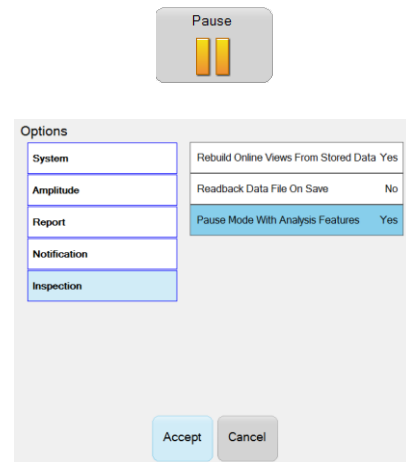 Pause
Options
System
Rebuild Online Views From Stored Data Yes
Amplitude
Readback Data File On Save No
Report
Pause Mode With Analysis Features Yes
Notification
Inspection
Accept
Cancel